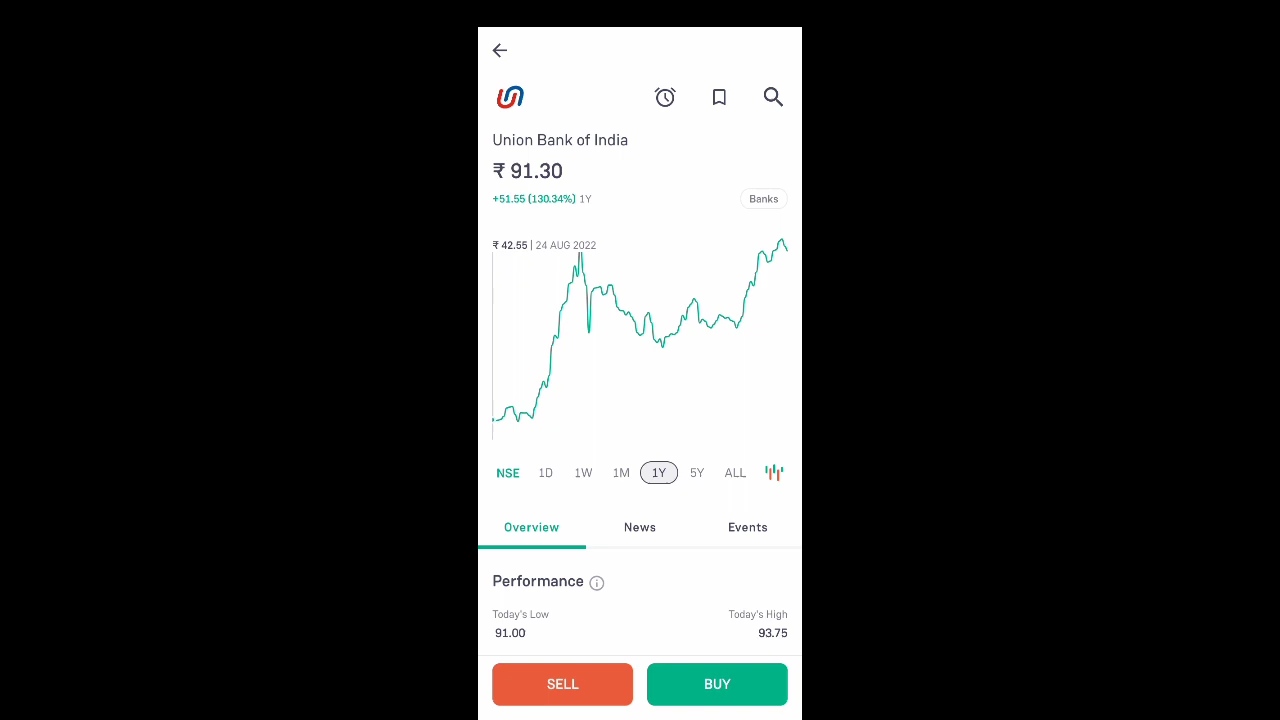 Union Bank of India
₹ 91.30
+51.55 (130.34%) 1Y
Banks
₹ 42.55 | 24 AUG 2022
NSE 1D 1W 1M 1Y 5Y ALL
Overview News Events
Performance
Today's Low Today's High
91.00 93.75
SELL BUY